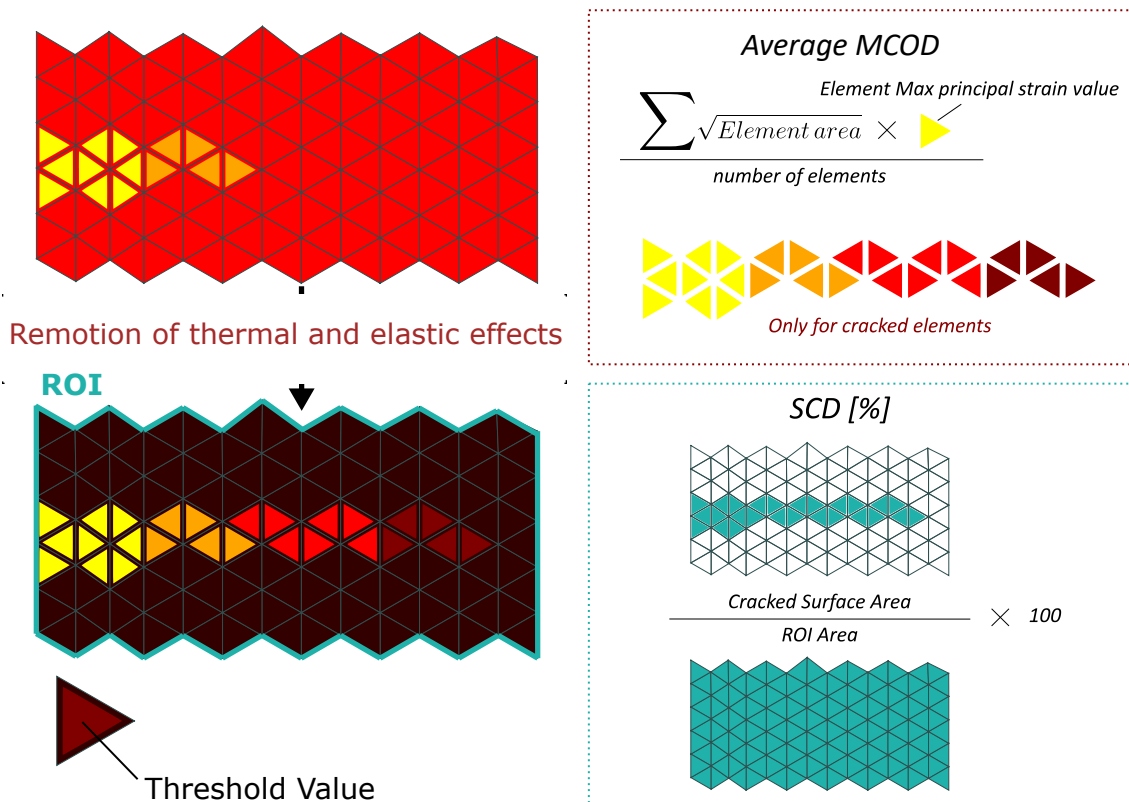 Remotion of thermal and elastic effects
ROI
Threshold Value
Average MCOD
Element Max principal strain value
∑ √Element area ×
number of elements
Only for cracked elements
SCD [%]
Cracked Surface Area
× 100
ROI Area